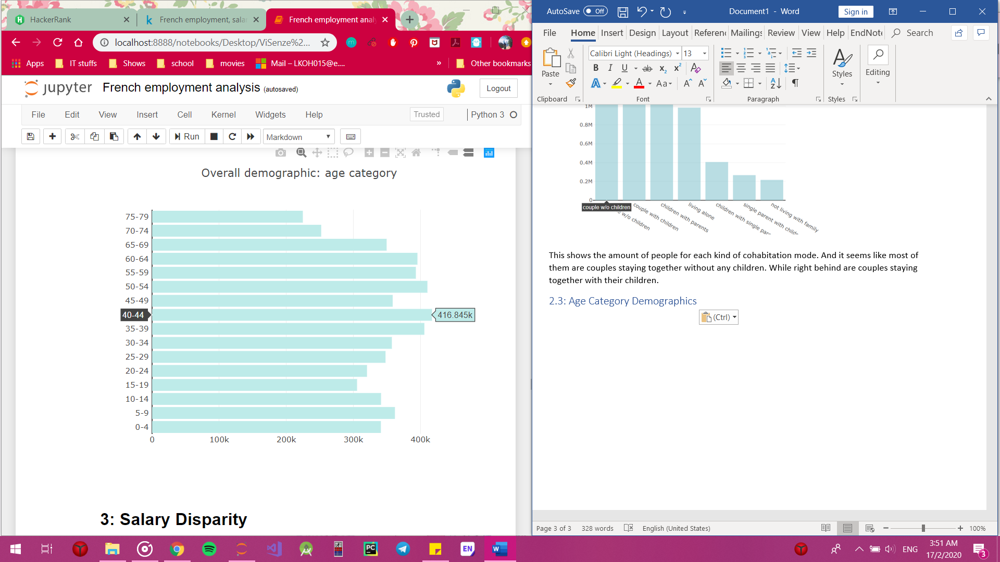 HackerRank
French employment, sala
French employment anal
localhost:8888/notebooks/Desktop/ViSenze%2...
Apps
IT stuffs
Shows
school
movies
Mail – LKOH015@e....
»
Other bookmarks
jupyter
French employment analysis (autosaved)
Logout
File Edit View Insert Cell Kernel Widgets Help
Trusted
Python 3
Run
Markdown
Overall demographic: age category
75-79
70-74
65-69
60-64
55-59
50-54
45-49
40-44
416.845k
35-39
30-34
25-29
20-24
15-19
10-14
5-9
0-4
0 100k 200k 300k 400k
3: Salary Disparity
AutoSave Off
Document1 - Word
Sign in
File Home Insert Design Layout Referenc Mailings Review View Help EndNote Search
Paste
Calibri Light (Headings) 13
B I U ab x₂ x²
A A Aa A A
Styles
Editing
Clipboard Font Paragraph Styles
1M
0.8M
0.6M
0.4M
0.2M
0
couple w/o children
e w/o children
couple with children
children with parents
living alone
children with single pare
single parent with childr
not living with family
This shows the amount of people for each kind of cohabitation mode. And it seems like most of
them are couples staying together without any children. While right behind are couples staying
together with their children.
2.3: Age Category Demographics
(Ctrl)
Page 3 of 3 328 words English (United States) 100%
PC
EN
ENG
3:51 AM
17/2/2020
3